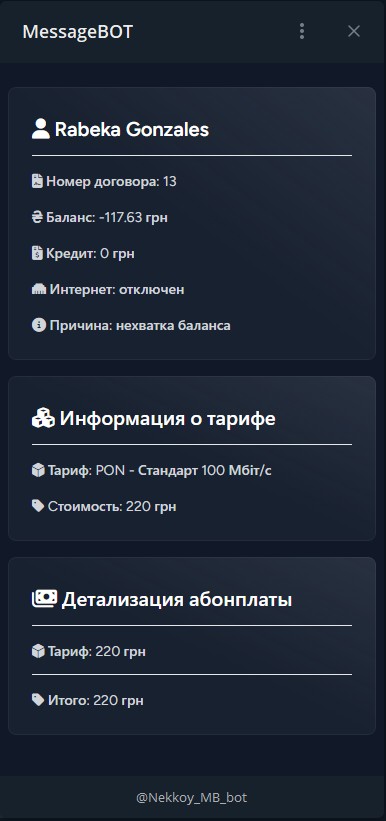 MessageBOT
Rabeka Gonzales
Номер договора: 13
Баланс: -117.63 грн
Кредит: 0 грн
Интернет: отключен
Причина: нехватка баланса
Информация о тарифе
Тариф: PON - Стандарт 100 Мбіт/с
Стоимость: 220 грн
Детализация абонплаты
Тариф: 220 грн
Итого: 220 грн
@Nekkoy_MB_bot